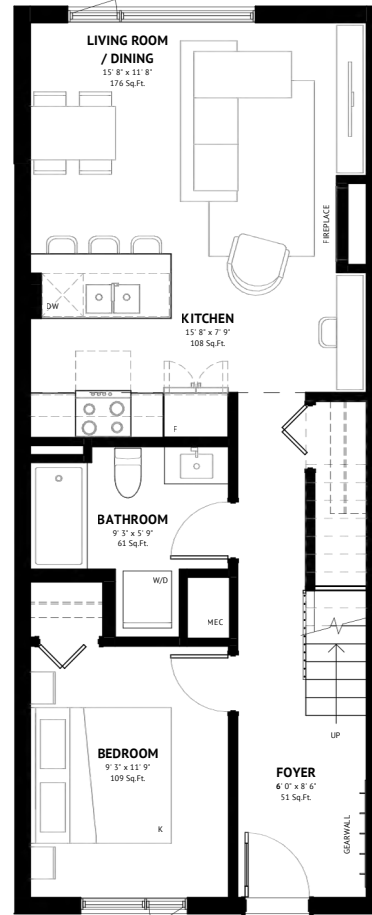 LIVING ROOM
/ DINING
15' 8" x 11' 8"
176 Sq.Ft.
FIREPLACE
DW
KITCHEN
15' 8" x 7' 9"
108 Sq.Ft.
F
BATHROOM
9' 3" x 5' 9"
61 Sq.Ft.
W/D
MEC
UP
BEDROOM
9' 3" x 11' 9"
109 Sq.Ft.
K
FOYER
6' 0" x 8' 6"
51 Sq.Ft.
GEARWALL